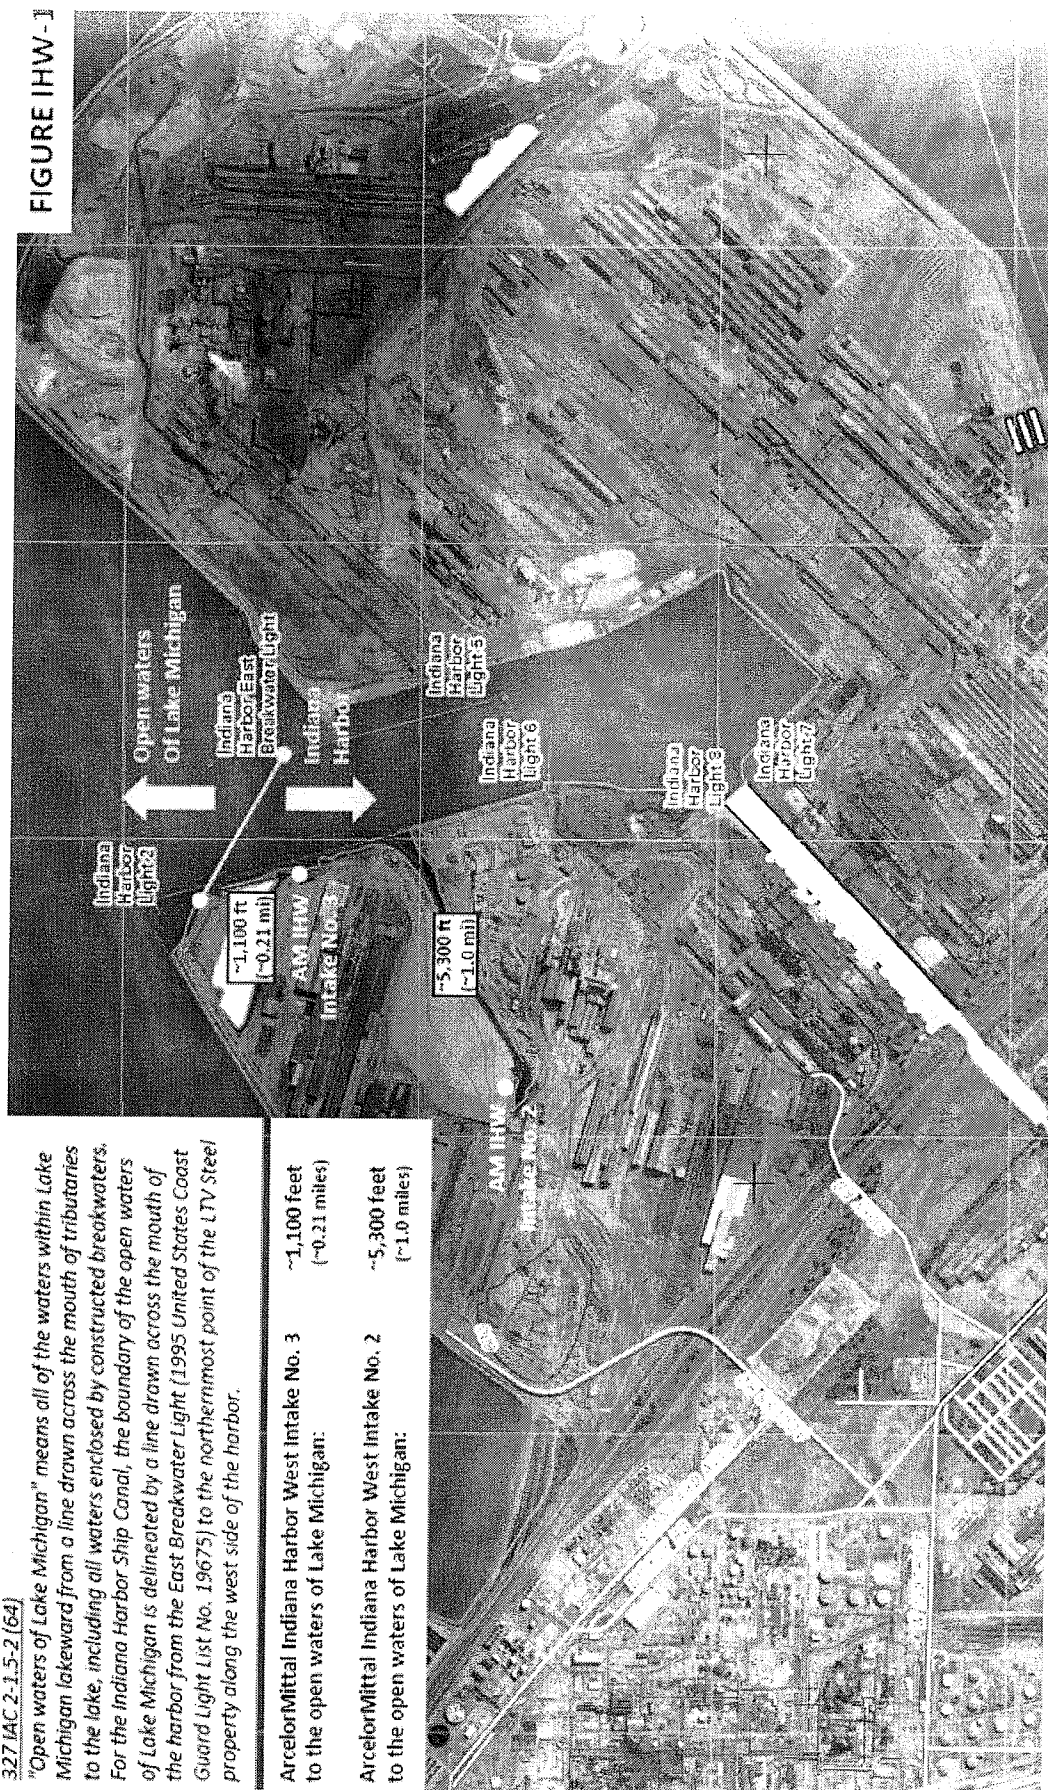 FIGURE IHW-1
327 IAC 2-1.5-2 (64)
"Open waters of Lake Michigan" means all of the waters within Lake
Michigan lakeward from a line drawn across the mouth of tributaries
to the lake, including all waters enclosed by constructed breakwaters.
For the Indiana Harbor Ship Canal, the boundary of the open waters
of Lake Michigan is delineated by a line drawn across the mouth of
the harbor from the East Breakwater Light (1995 United States Coast
Guard Light List No. 19675) to the northernmost point of the LTV Steel
property along the west side of the harbor.
ArcelorMittal Indiana Harbor West Intake No. 3 ~1,100 feet
to the open waters of Lake Michigan: (~0.21 miles)
ArcelorMittal Indiana Harbor West Intake No. 2 ~5,300 feet
to the open waters of Lake Michigan: (~1.0 miles)
Indiana
Harbor
Light 2
Open waters
Of Lake Michigan
Indiana
Harbor East
Breakwater Light
Indiana
Harbor
~1,100 ft
(~0.21 mi)
AM IHW
Intake No. 3
~5,300 ft
(~1.0 mi)
AM IHW
Intake No. 2
Indiana
Harbor
Light 5
Indiana
Harbor
Light 6
Indiana
Harbor
Light 8
Indiana
Harbor
Light 7